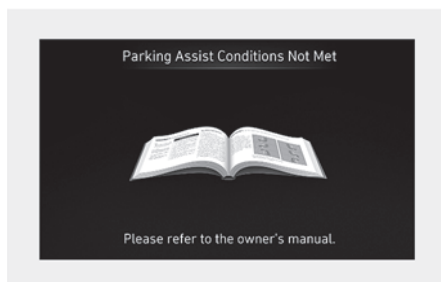 Parking Assist Conditions Not Met
Please refer to the owner's manual.